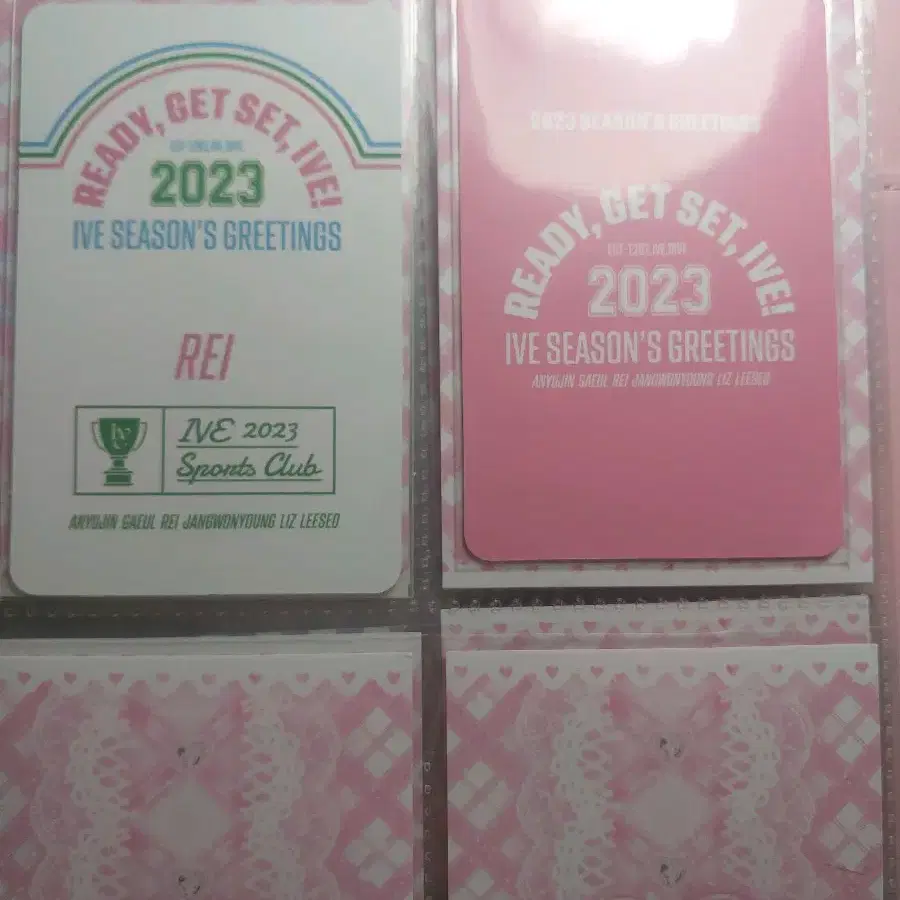 READY, GET SET, IVE!
2023
IVE SEASON'S GREETINGS
REI
IVE
IVE 2023
Sports Club
ANYUJIN GAEUL REI JANGWONYOUNG LIZ LEESEO
2023 SEASON'S GREETINGS
READY, GET SET, IVE!
2023
IVE SEASON'S GREETINGS
ANYUJIN GAEUL REI JANGWONYOUNG LIZ LEESEO